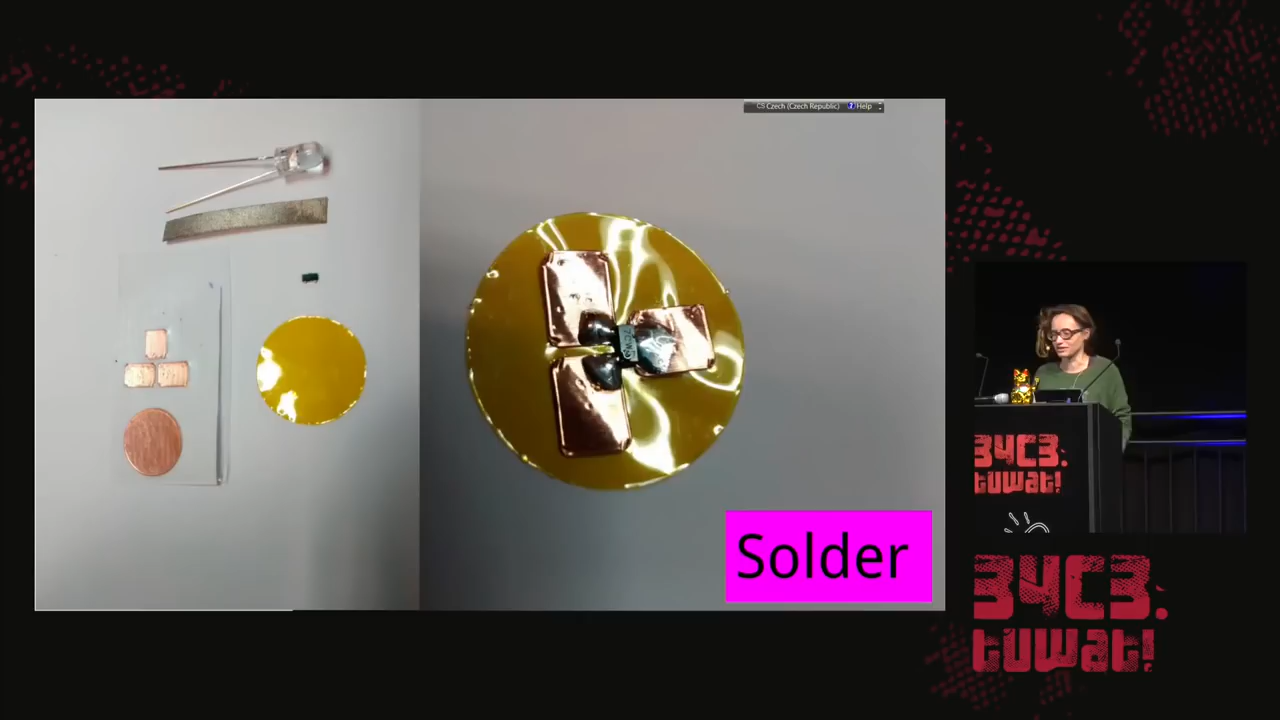 CS Czech (Czech Republic) Help
Solder
34C3.
tuwat!
34C3.
tuwat!